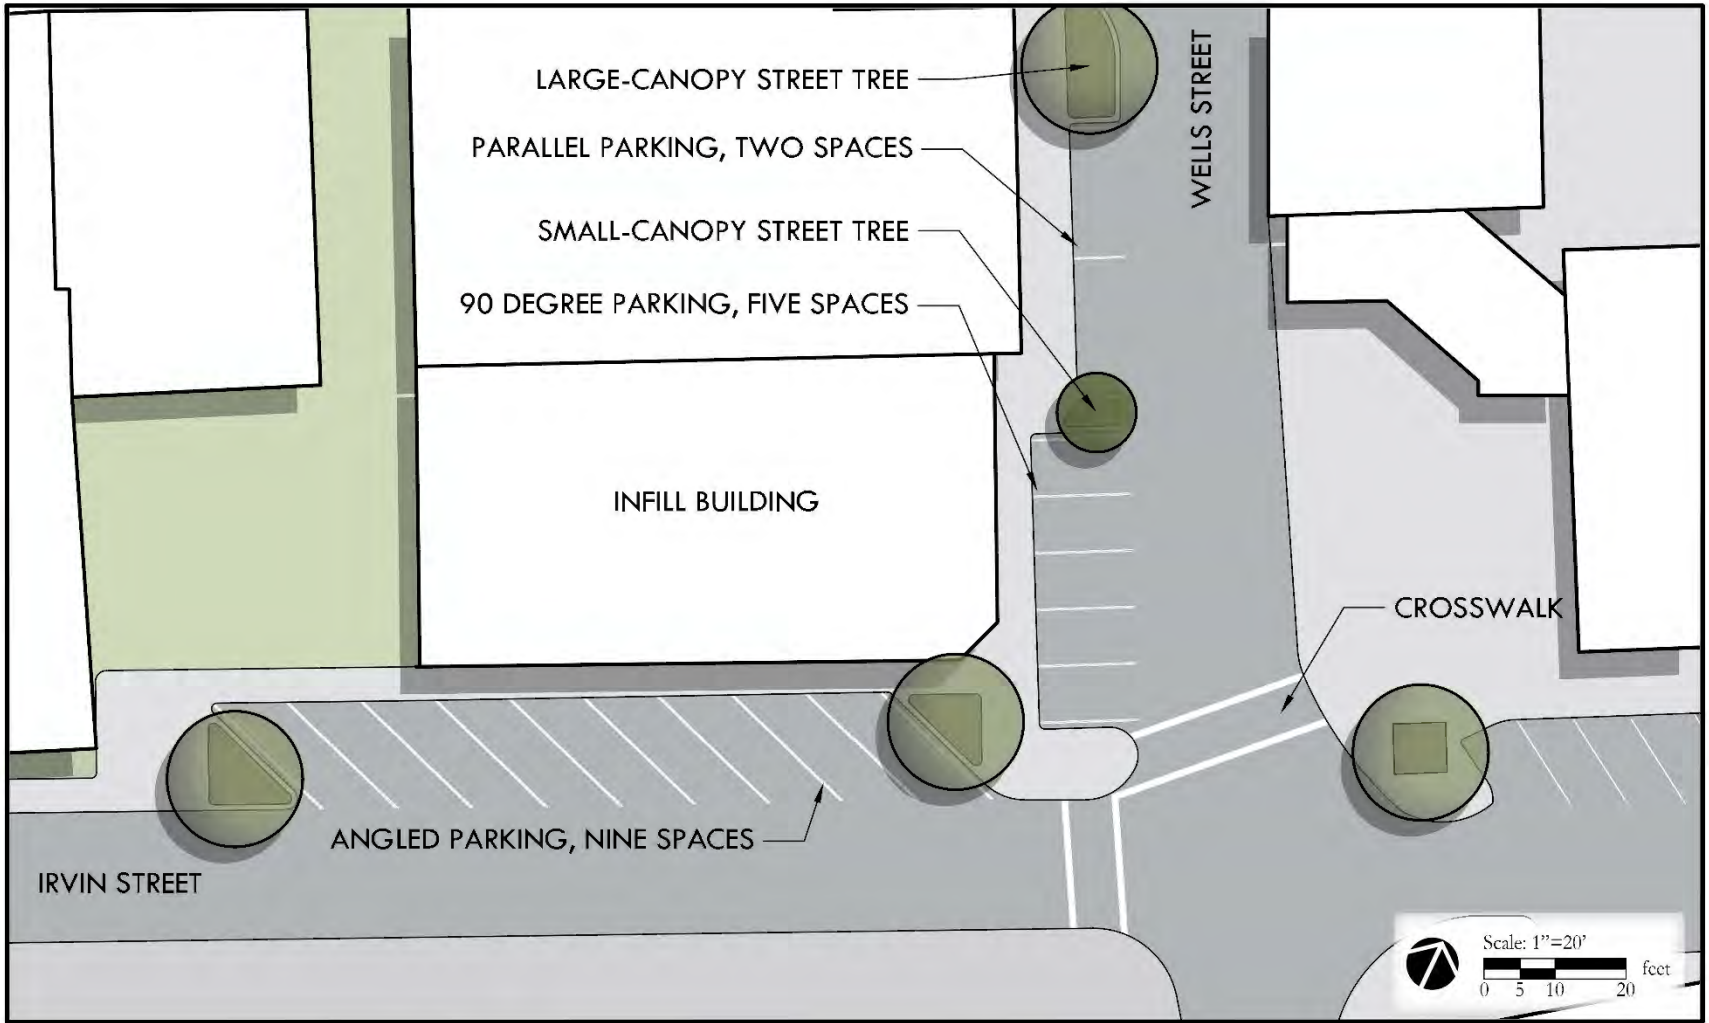 LARGE-CANOPY STREET TREE
PARALLEL PARKING, TWO SPACES
WELLS STREET
SMALL-CANOPY STREET TREE
90 DEGREE PARKING, FIVE SPACES
INFILL BUILDING
CROSSWALK
ANGLED PARKING, NINE SPACES
IRVIN STREET
Scale: 1"=20'
feet
0 5 10 20